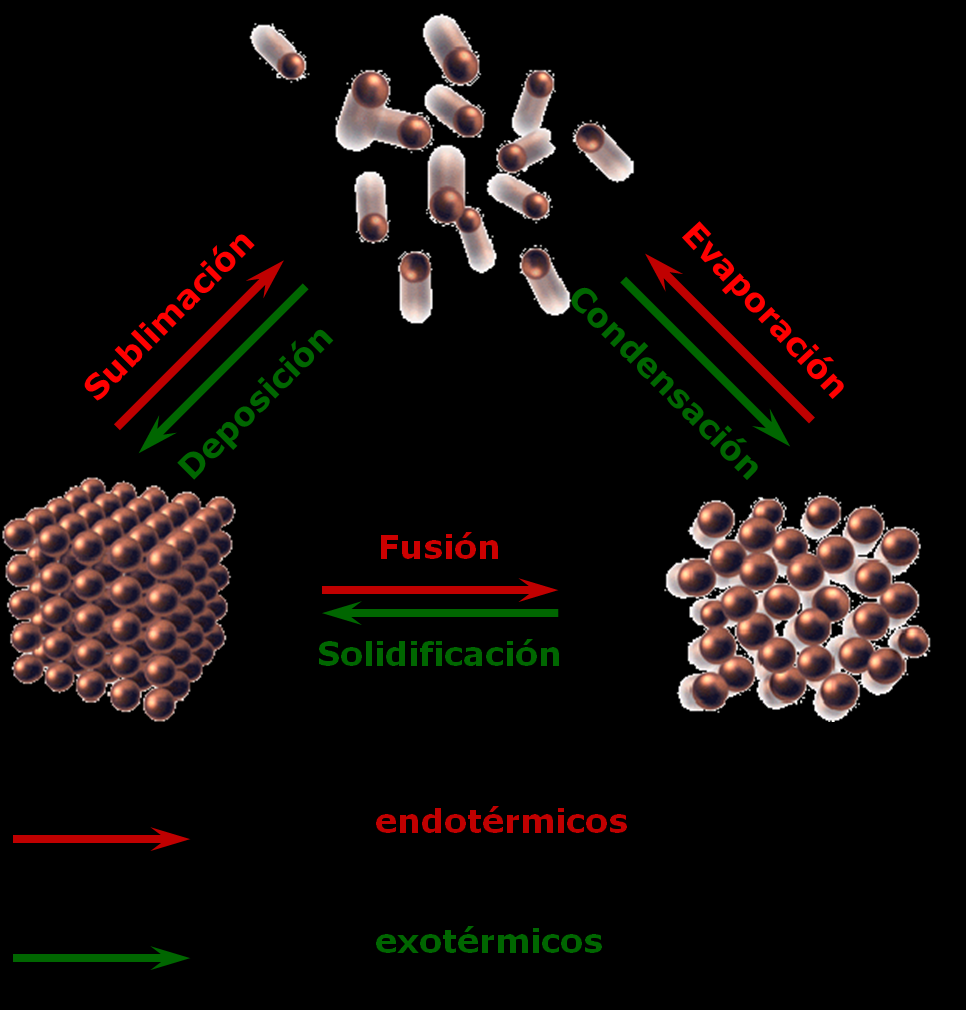 Sublimación
Evaporación
Deposición
Condensación
Fusión
Solidificación
endotérmicos
exotérmicos